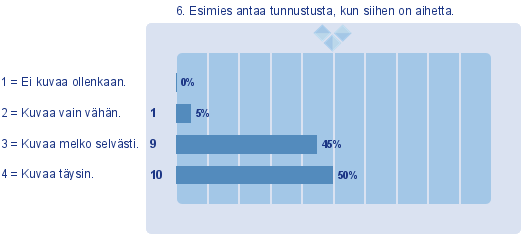 6. Esimies antaa tunnustusta, kun siihen on aihetta.
1 = Ei kuvaa ollenkaan. 0%
2 = Kuvaa vain vähän. 1 5%
3 = Kuvaa melko selvästi. 9 45%
4 = Kuvaa täysin. 10 50%